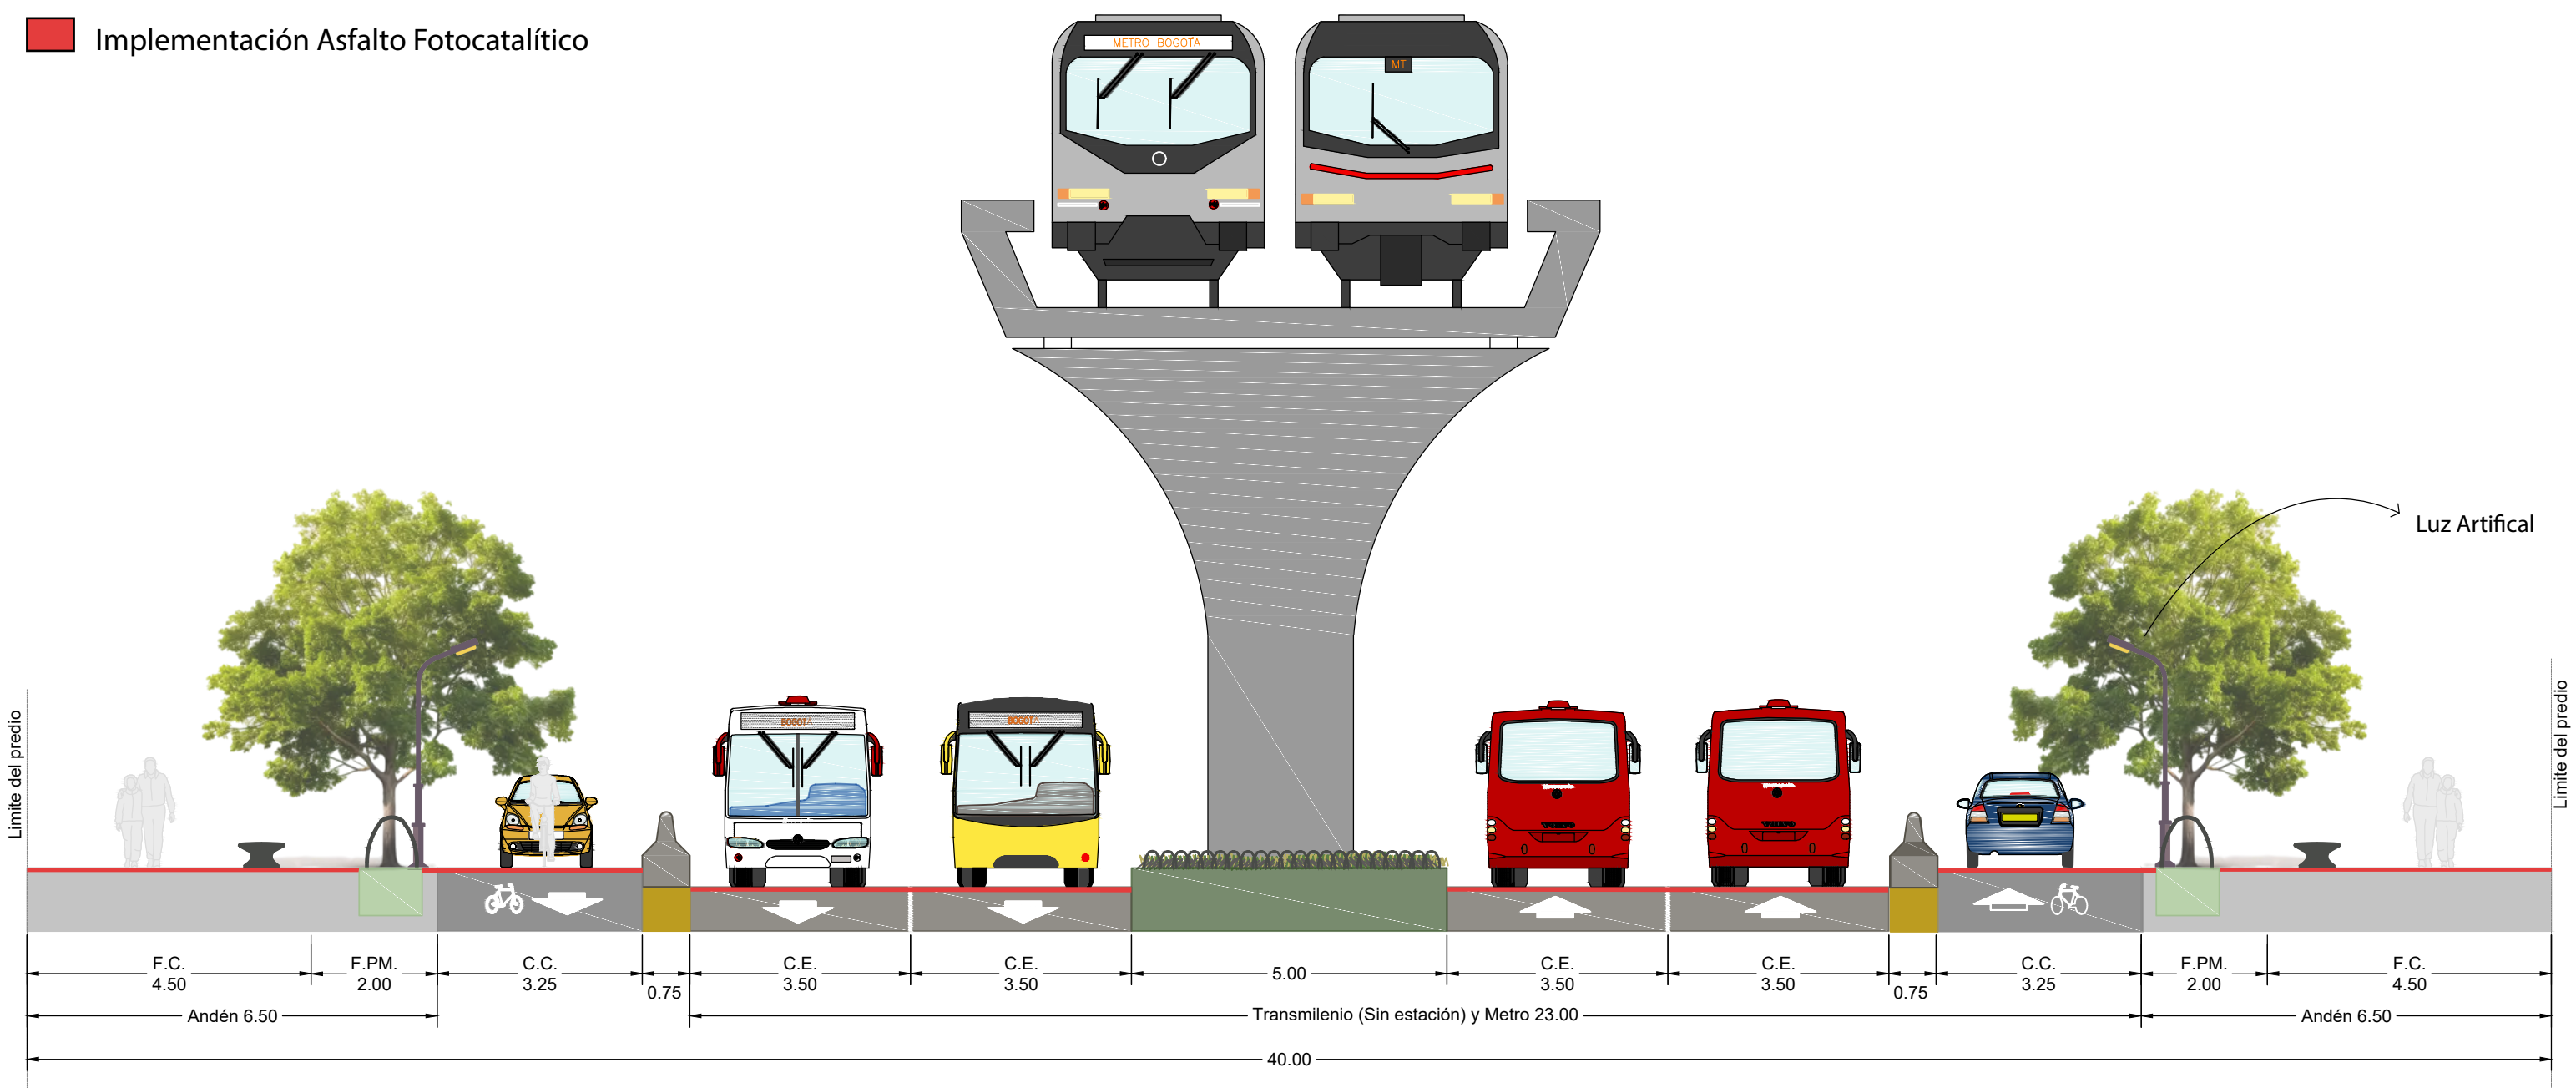 Implementación Asfalto Fotocatalítico
METRO BOGOTA
MT
Luz Artifical
Limite del predio
Limite del predio
BOGOTA
BOGOTA
VOLVO
VOLVO
F.C.
4.50
F.PM.
2.00
C.C.
3.25
0.75
C.E.
3.50
C.E.
3.50
5.00
C.E.
3.50
C.E.
3.50
0.75
C.C.
3.25
F.PM.
2.00
F.C.
4.50
Andén 6.50
Transmilenio (Sin estación) y Metro 23.00
Andén 6.50
40.00